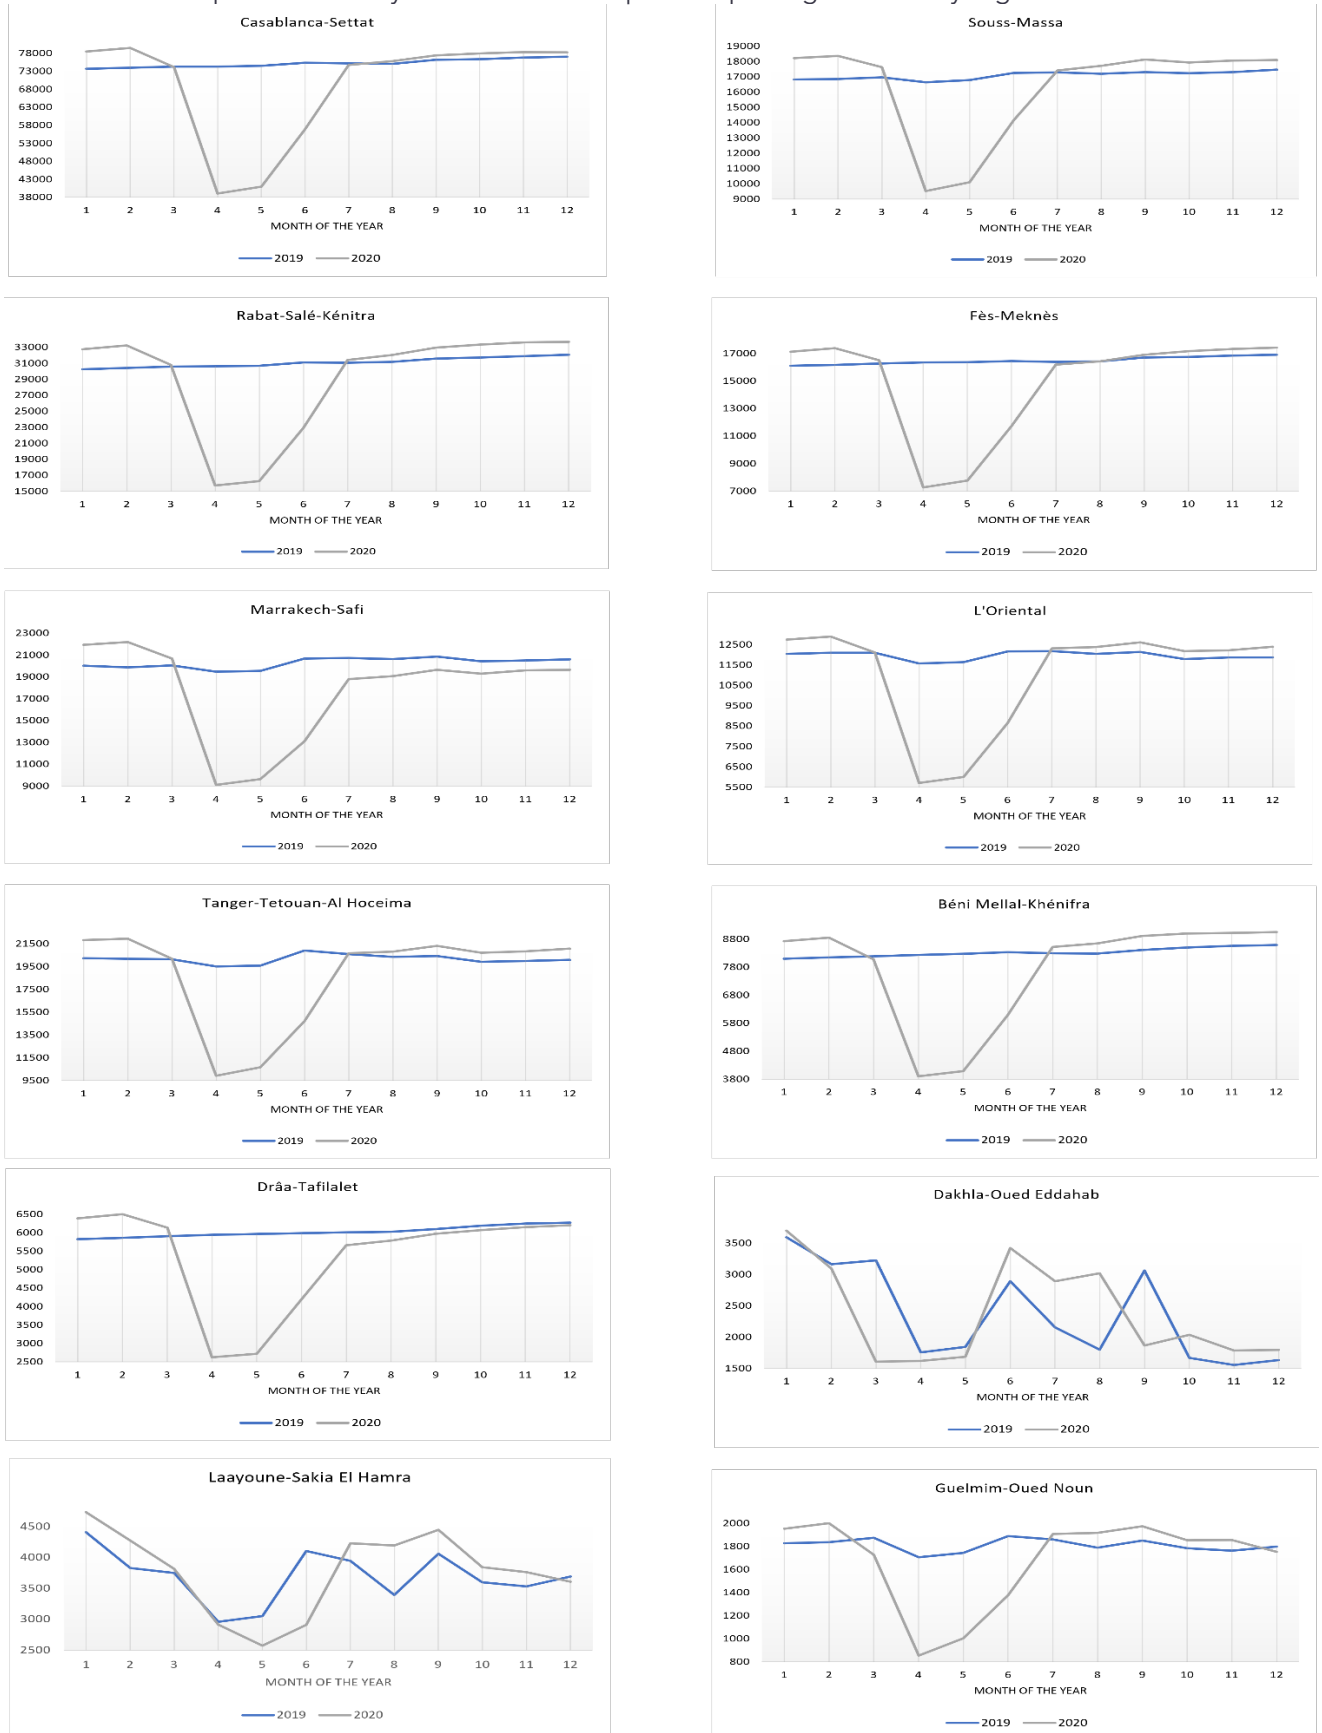 Casablanca-Settat
78000
73000
68000
63000
58000
53000
48000
43000
38000
1 2 3 4 5 6 7 8 9 10 11 12
MONTH OF THE YEAR
2019 2020
Souss-Massa
19000
18000
17000
16000
15000
14000
13000
12000
11000
10000
9000
1 2 3 4 5 6 7 8 9 10 11 12
MONTH OF THE YEAR
2019 2020
Rabat-Salé-Kénitra
33000
31000
29000
27000
25000
23000
21000
19000
17000
15000
1 2 3 4 5 6 7 8 9 10 11 12
MONTH OF THE YEAR
2019 2020
Fès-Meknès
17000
15000
13000
11000
9000
7000
1 2 3 4 5 6 7 8 9 10 11 12
MONTH OF THE YEAR
2019 2020
Marrakech-Safi
23000
21000
19000
17000
15000
13000
11000
9000
1 2 3 4 5 6 7 8 9 10 11 12
MONTH OF THE YEAR
2019 2020
L'Oriental
12500
11500
10500
9500
8500
7500
6500
5500
1 2 3 4 5 6 7 8 9 10 11 12
MONTH OF THE YEAR
2019 2020
Tanger-Tetouan-Al Hoceima
21500
19500
17500
15500
13500
11500
9500
1 2 3 4 5 6 7 8 9 10 11 12
MONTH OF THE YEAR
2019 2020
Béni Mellal-Khénifra
8800
7800
6800
5800
4800
3800
1 2 3 4 5 6 7 8 9 10 11 12
MONTH OF THE YEAR
2019 2020
Drâa-Tafilalet
6500
6000
5500
5000
4500
4000
3500
3000
2500
1 2 3 4 5 6 7 8 9 10 11 12
MONTH OF THE YEAR
2019 2020
Dakhla-Oued Eddahab
3500
3000
2500
2000
1500
1 2 3 4 5 6 7 8 9 10 11 12
MONTH OF THE YEAR
2019 2020
Laayoune-Sakia El Hamra
4500
4000
3500
3000
2500
1 2 3 4 5 6 7 8 9 10 11 12
MONTH OF THE YEAR
2019 2020
Guelmim-Oued Noun
2000
1800
1600
1400
1200
1000
800
1 2 3 4 5 6 7 8 9 10 11 12
MONTH OF THE YEAR
2019 2020